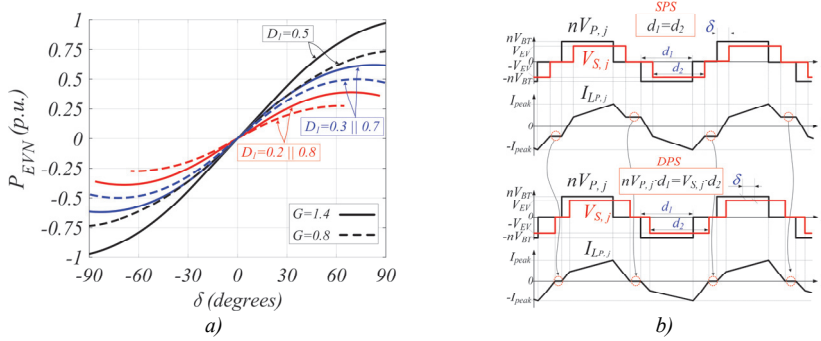 P_EVN (p.u.)
1
0.75
0.5
0.25
0
-0.25
-0.5
-0.75
-1
D₁=0.5
D₁=0.3 || 0.7
D₁=0.2 || 0.8
G=1.4
G=0.8
-90 -60 -30 0 30 60 90
δ (degrees)
a)
SPS
nV_P,j
d₁=d₂
δ
nV_BT
V_EV
-V_EV
-nV_BT
V_S,j
d₁
d₂
I_LP,j
I_peak
0
-I_peak
DPS
nV_P,j
nV_P,j·d₁=V_S,j·d₂
δ
nV_BT
V_EV
-V_EV
-nV_BT
V_S,j
d₁
d₂
I_LP,j
I_peak
0
-I_peak
b)